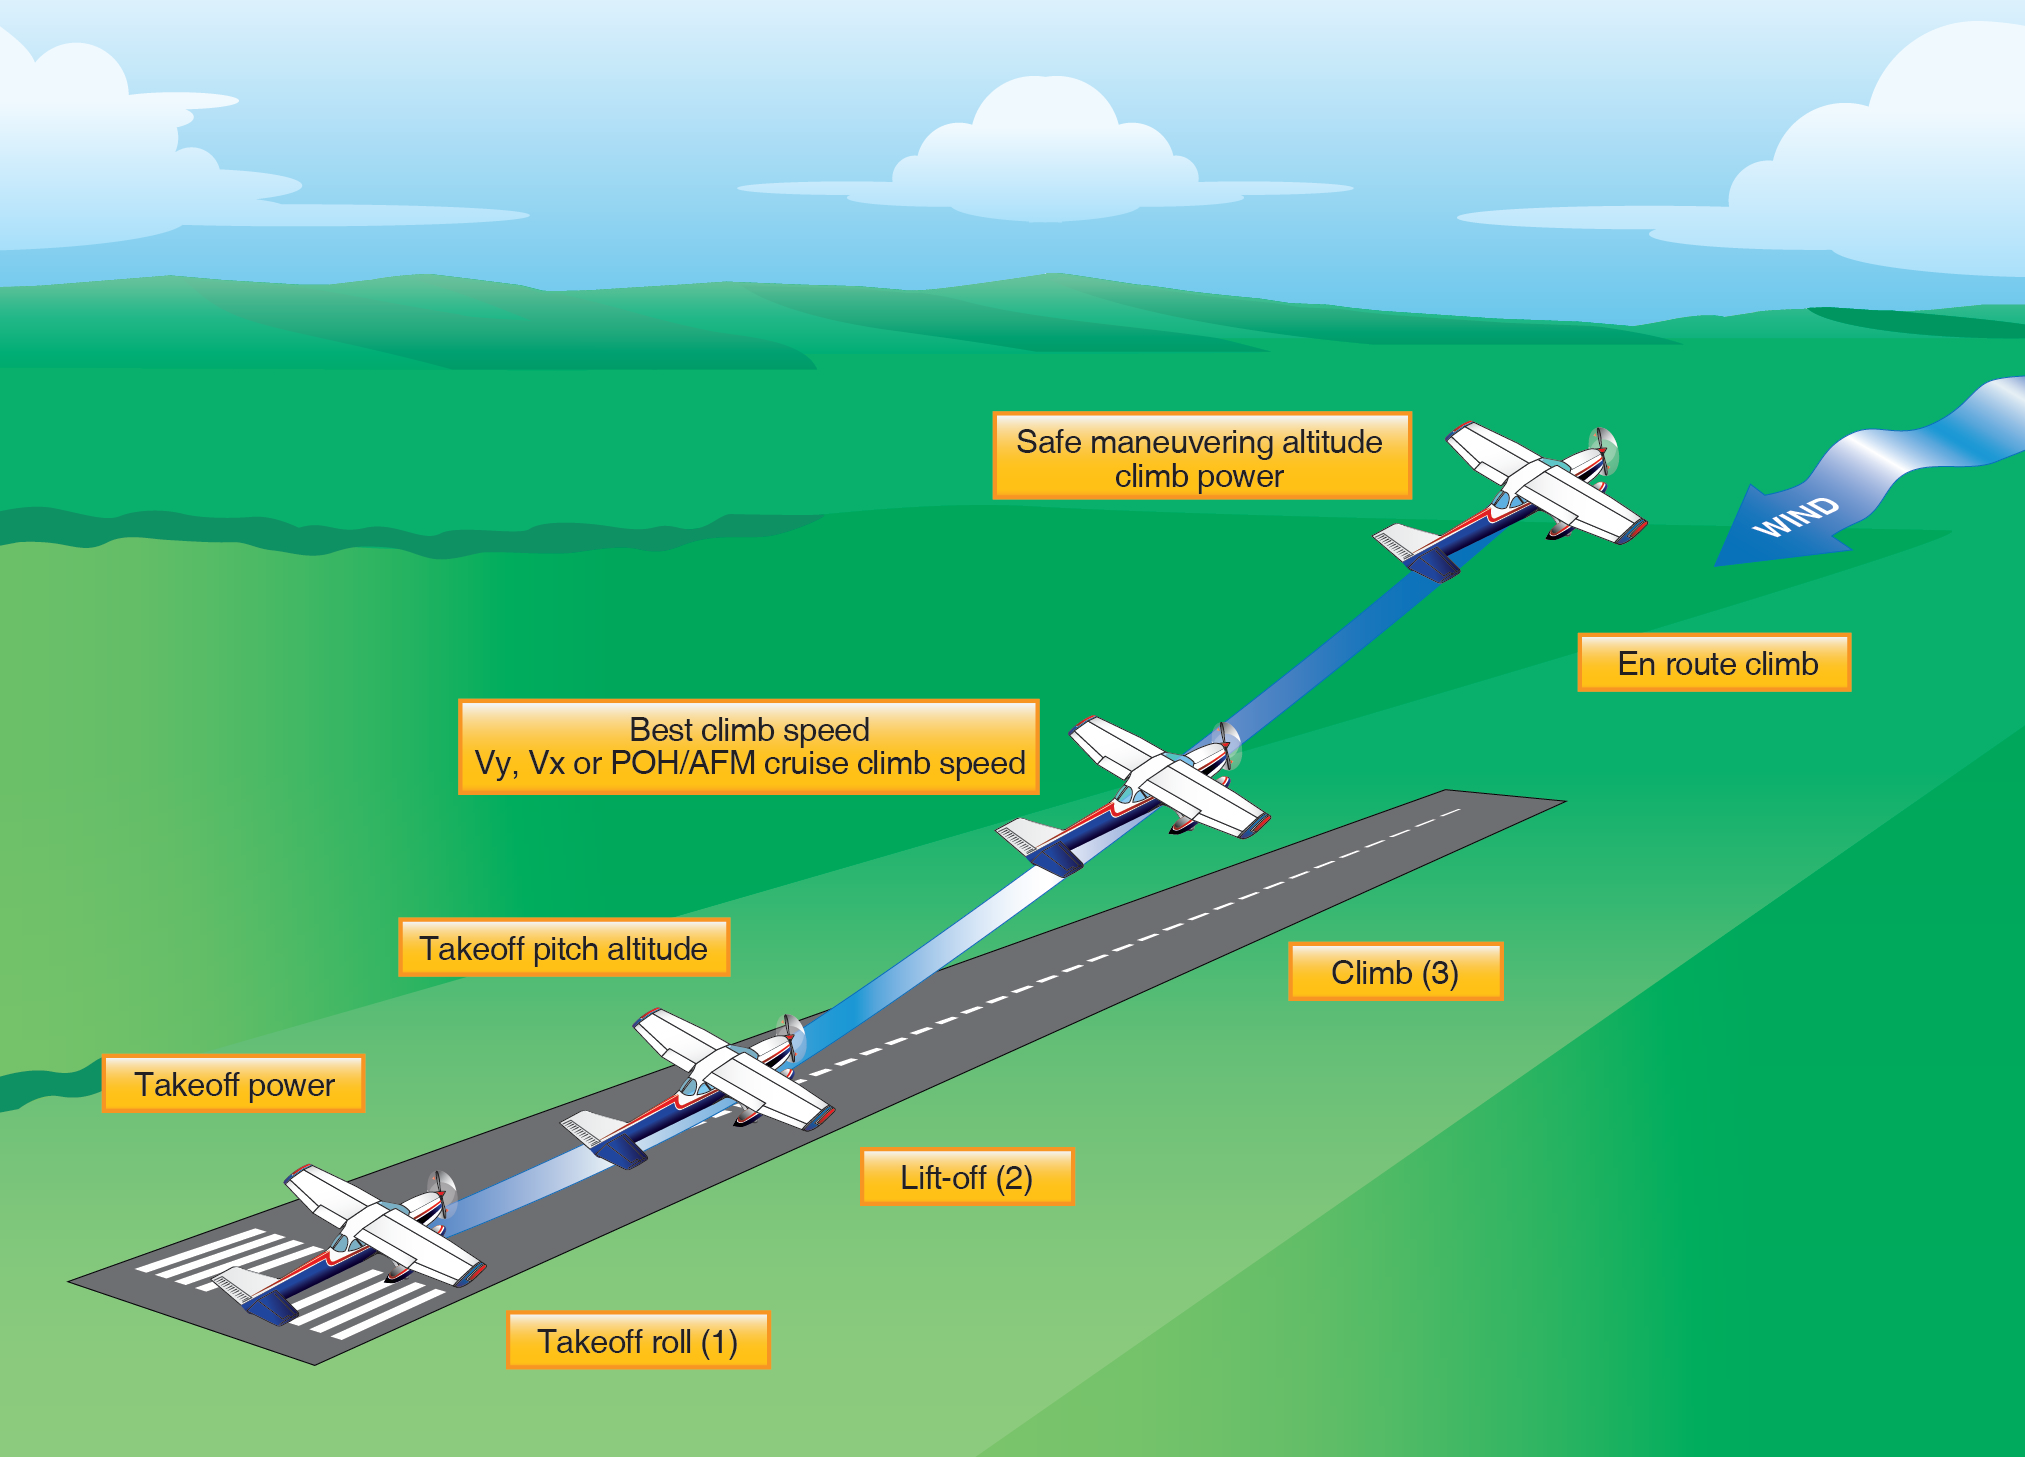 Safe maneuvering altitude
climb power
WIND
En route climb
Best climb speed
Vy, Vx or POH/AFM cruise climb speed
Takeoff pitch altitude
Climb (3)
Takeoff power
Lift-off (2)
Takeoff roll (1)